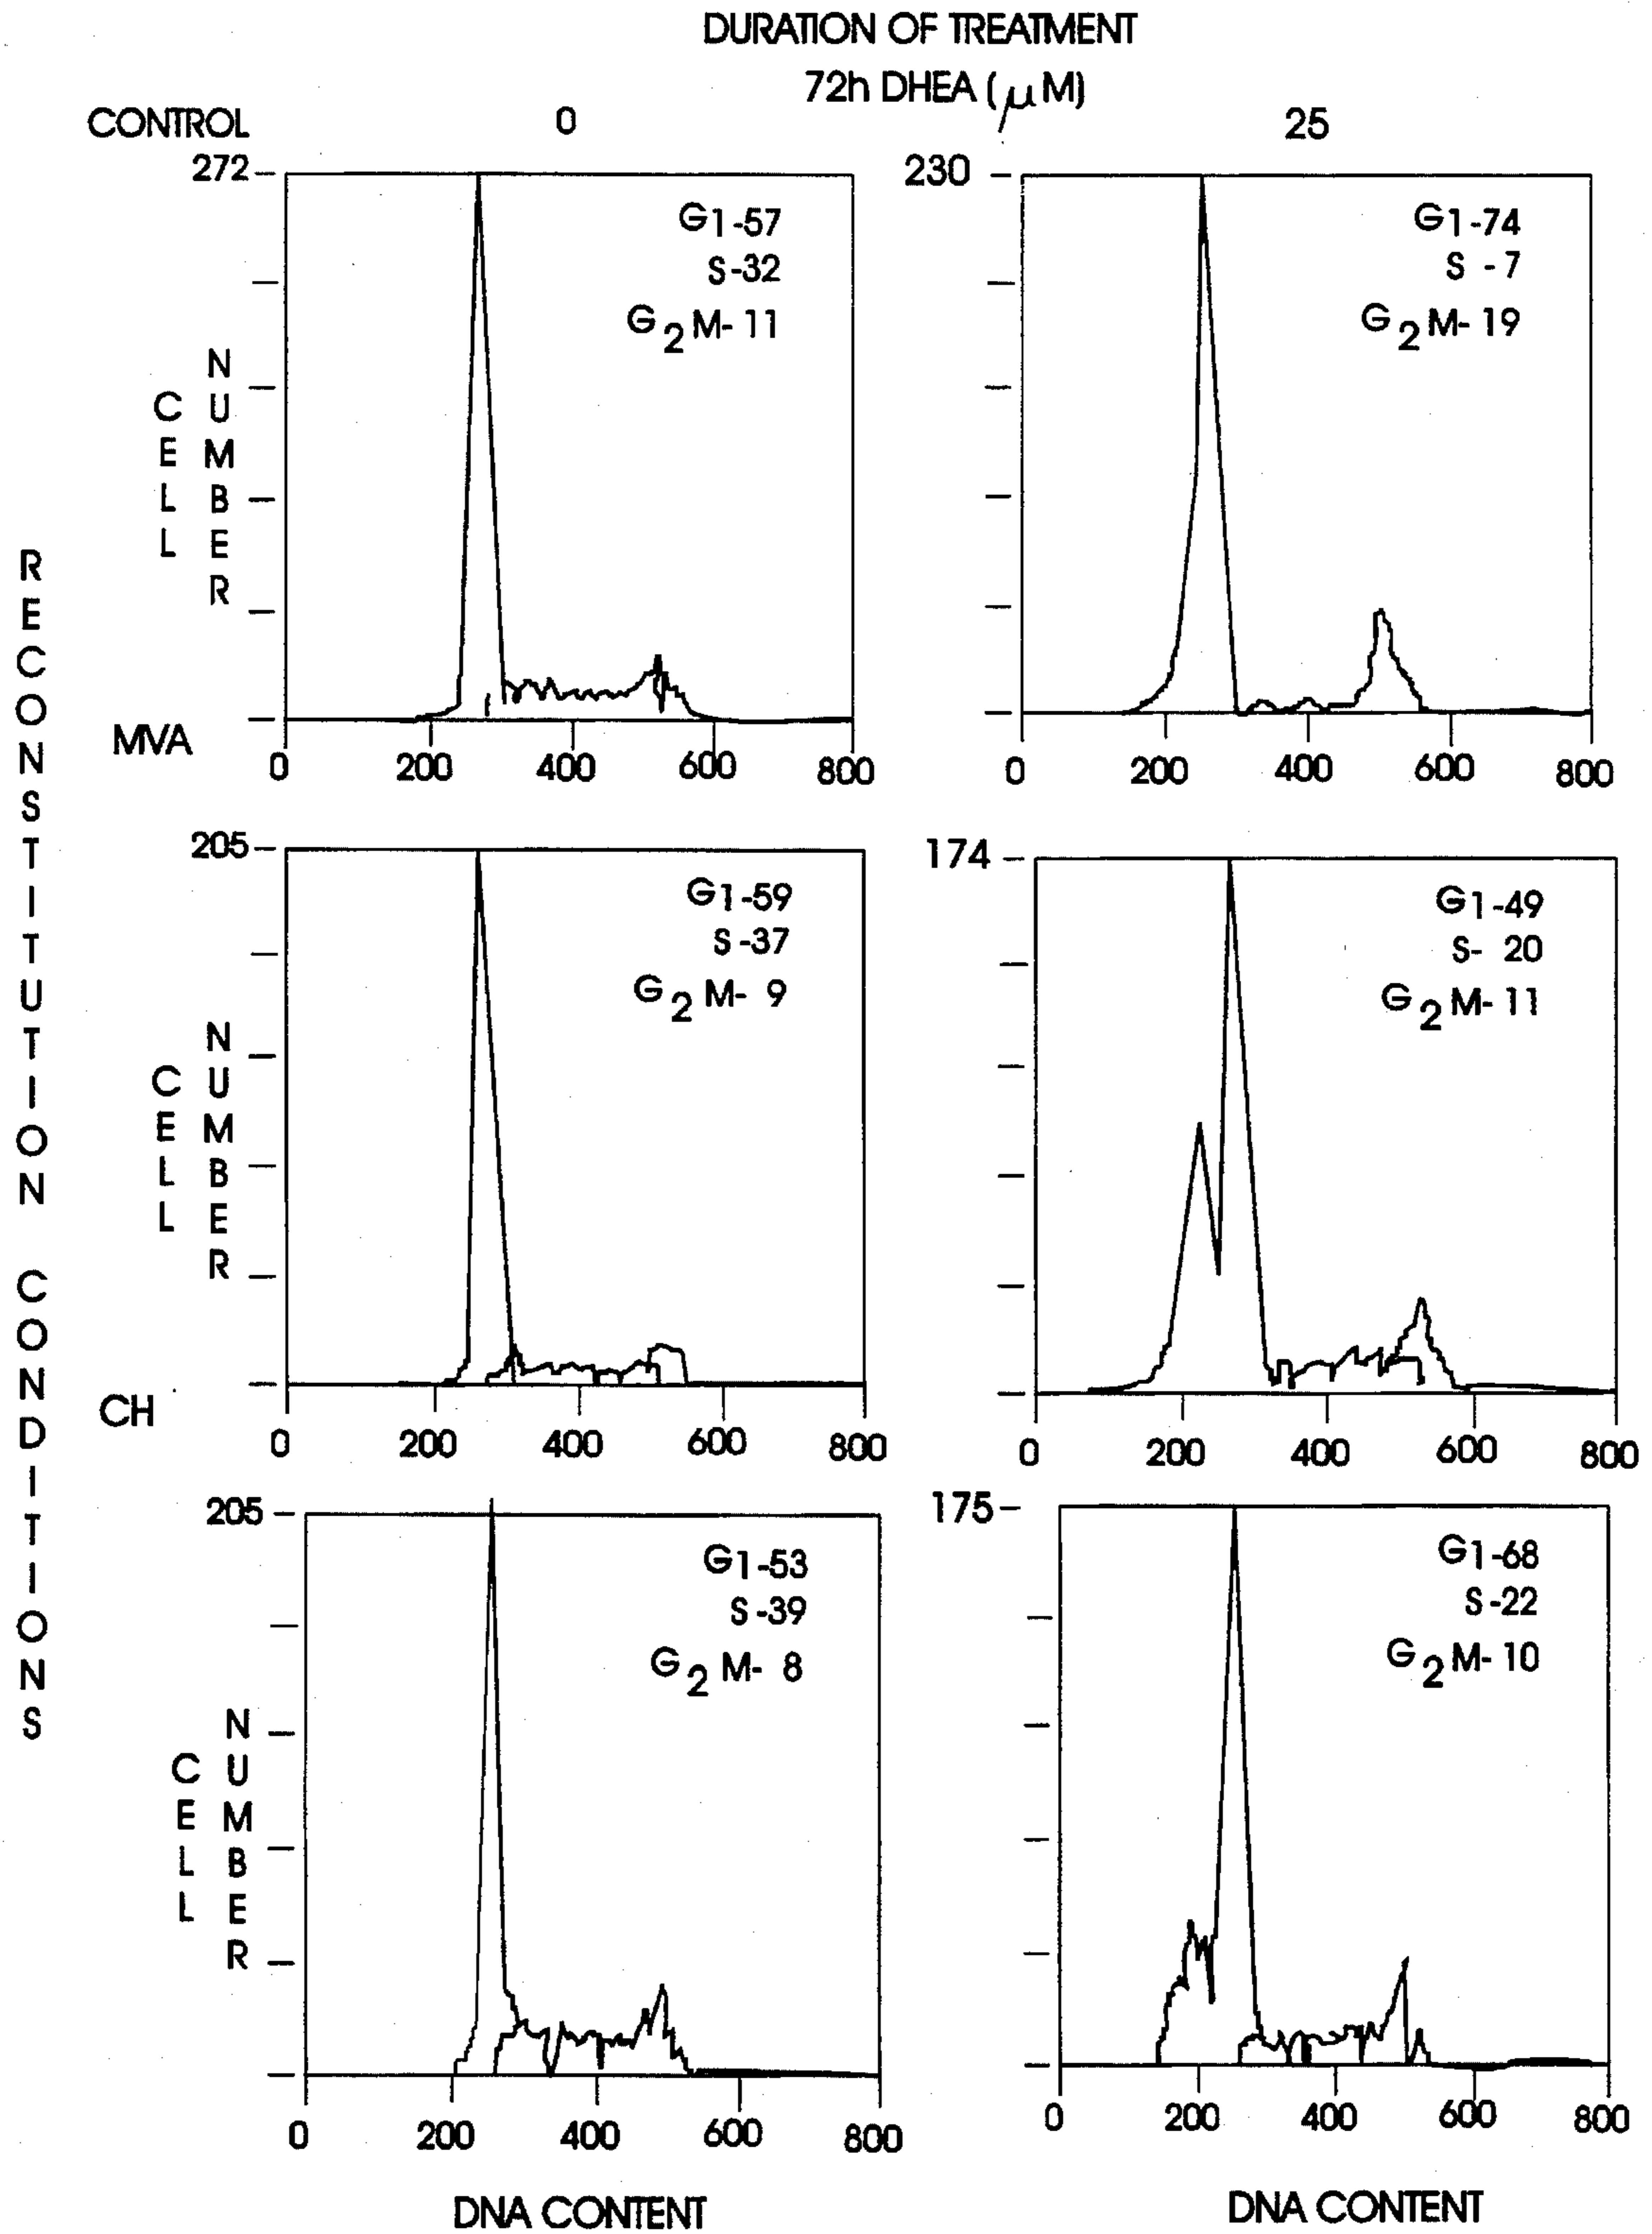 DURATION OF TREATMENT
72h DHEA (μM)
CONTROL 0 25
272 230
G1-57
S-32
G2M-11
G1-74
S-7
G2M-19
CELL NUMBER
MVA
0 200 400 600 800
0 200 400 600 800
205 174
G1-59
S-37
G2M-9
G1-49
S-20
G2M-11
CELL NUMBER
CH
0 200 400 600 800
0 200 400 600 800
205 175
G1-53
S-39
G2M-8
G1-68
S-22
G2M-10
CELL NUMBER
0 200 400 600 800
0 200 400 600 800
DNA CONTENT DNA CONTENT
RECONSTITUTION CONDITIONS